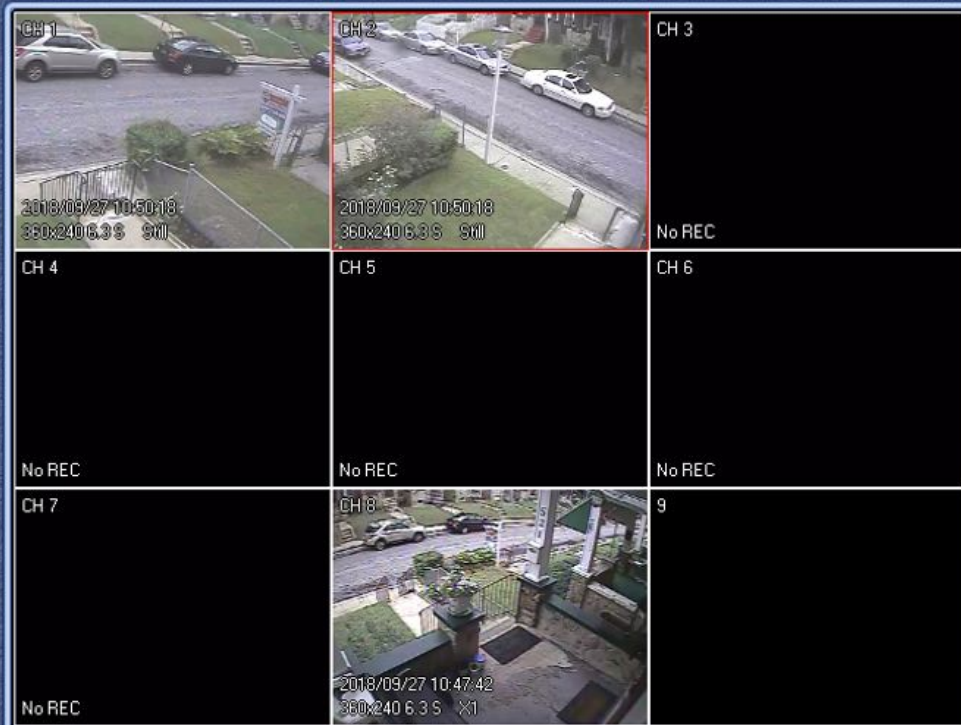 CH 1
2018/09/27 10:50:18
360x240 6.3 S Still
CH 2
2018/09/27 10:50:18
360x240 6.3 S Still
CH 3
No REC
CH 4
No REC
CH 5
No REC
CH 6
No REC
CH 7
No REC
CH 8
2018/09/27 10:47:42
360x240 6.3 S X1
9